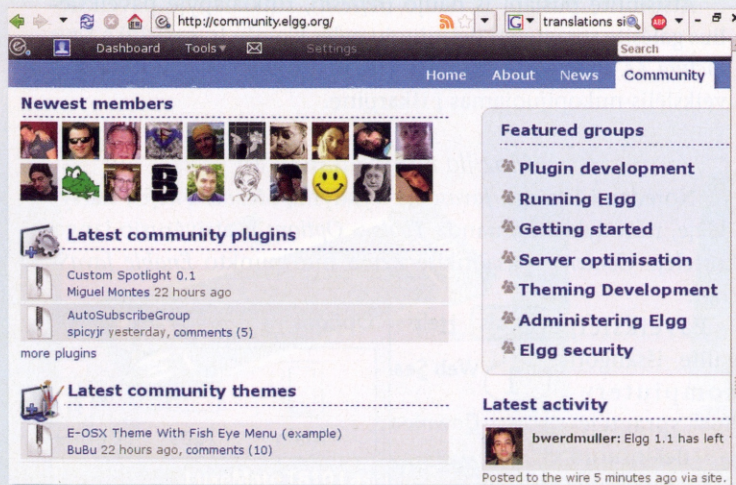 http://community.elgg.org/
translations si
ABP
Dashboard Tools Settings
Search
Home About News Community
Newest members
Latest community plugins
Custom Spotlight 0.1
Miguel Montes 22 hours ago
AutoSubscribeGroup
spicyjr yesterday, comments (5)
more plugins
Latest community themes
E-OSX Theme With Fish Eye Menu (example)
BuBu 22 hours ago, comments (10)
Featured groups
Plugin development
Running Elgg
Getting started
Server optimisation
Theming Development
Administering Elgg
Elgg security
Latest activity
bwerdmuller: Elgg 1.1 has left
Posted to the wire 5 minutes ago via site.